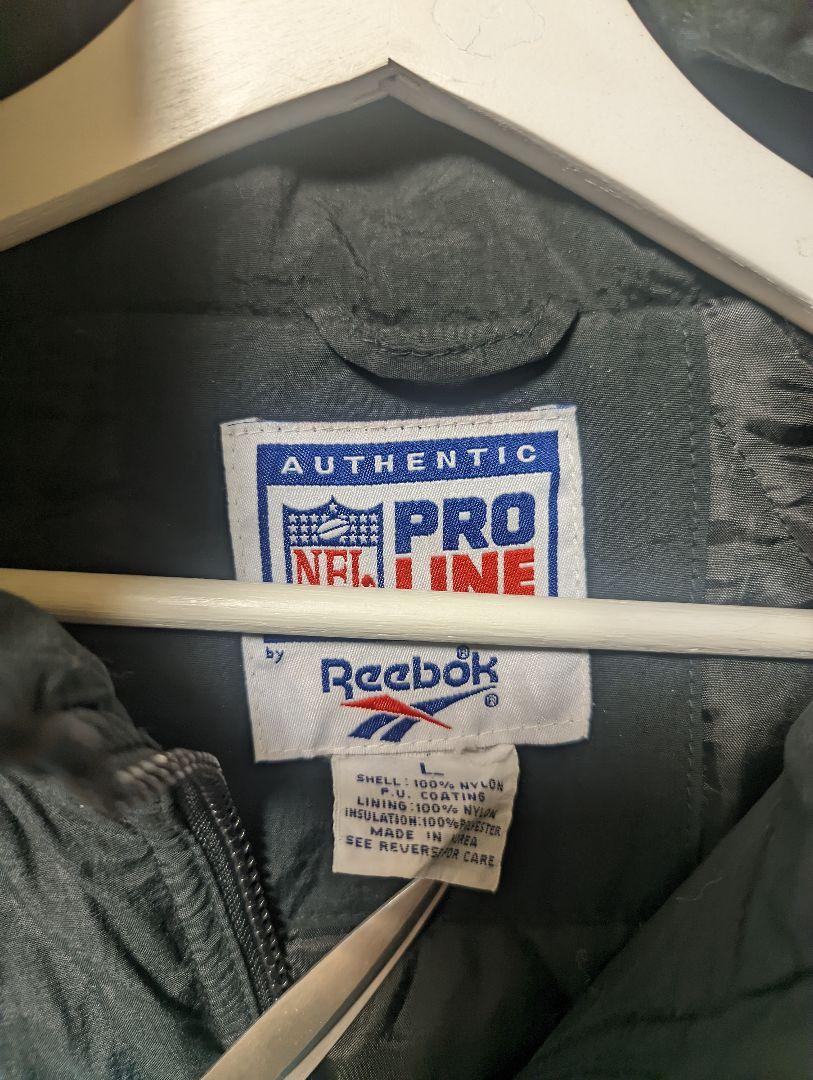 AUTHENTIC
NFL
PRO
LINE
by
Reebok®
®
L
SHELL: 100% NYLON
P.U. COATING
LINING: 100% NYLON
INSULATION: 100% POLYESTER
MADE IN KOREA
SEE REVERSE FOR CARE